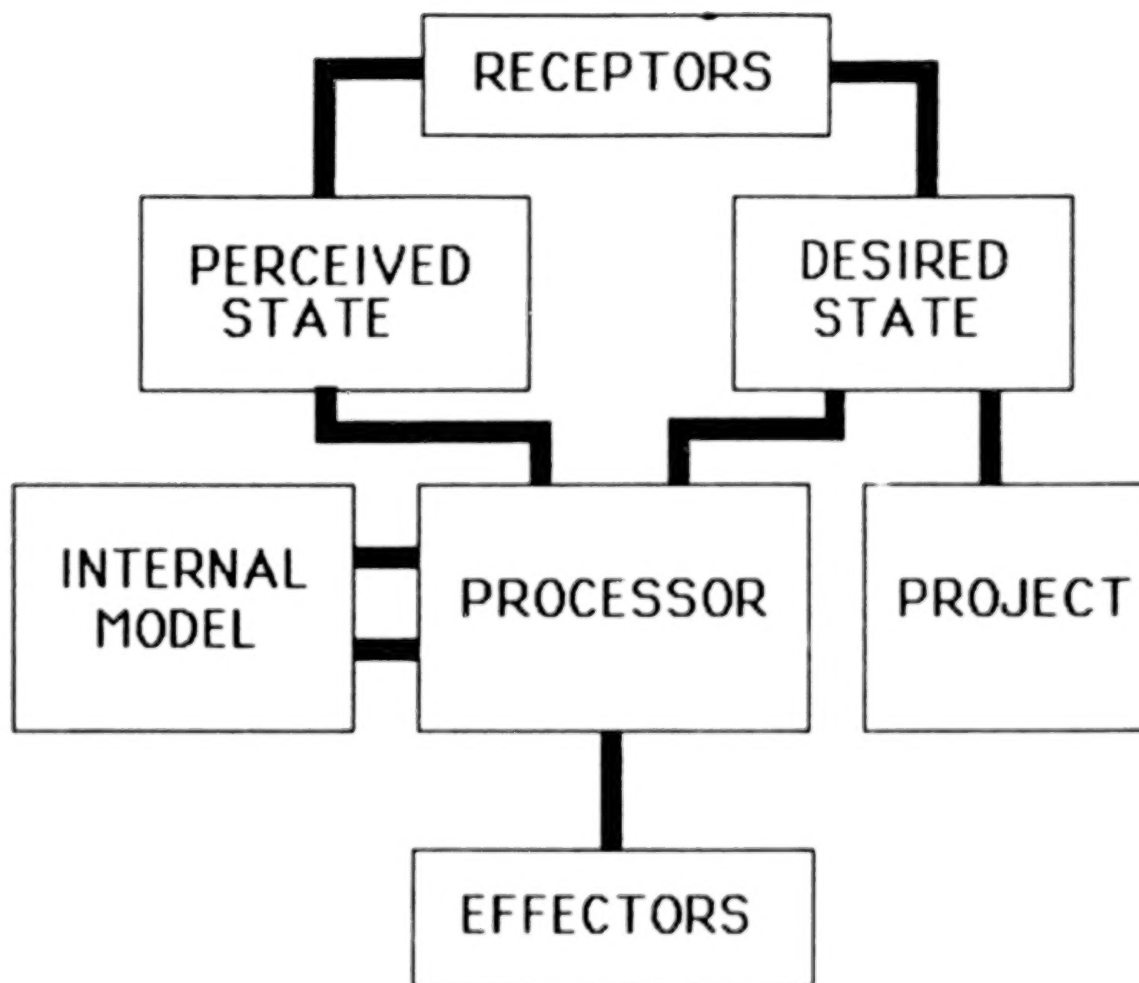 RECEPTORS
PERCEIVED
STATE
DESIRED
STATE
INTERNAL
MODEL
PROCESSOR
PROJECT
EFFECTORS